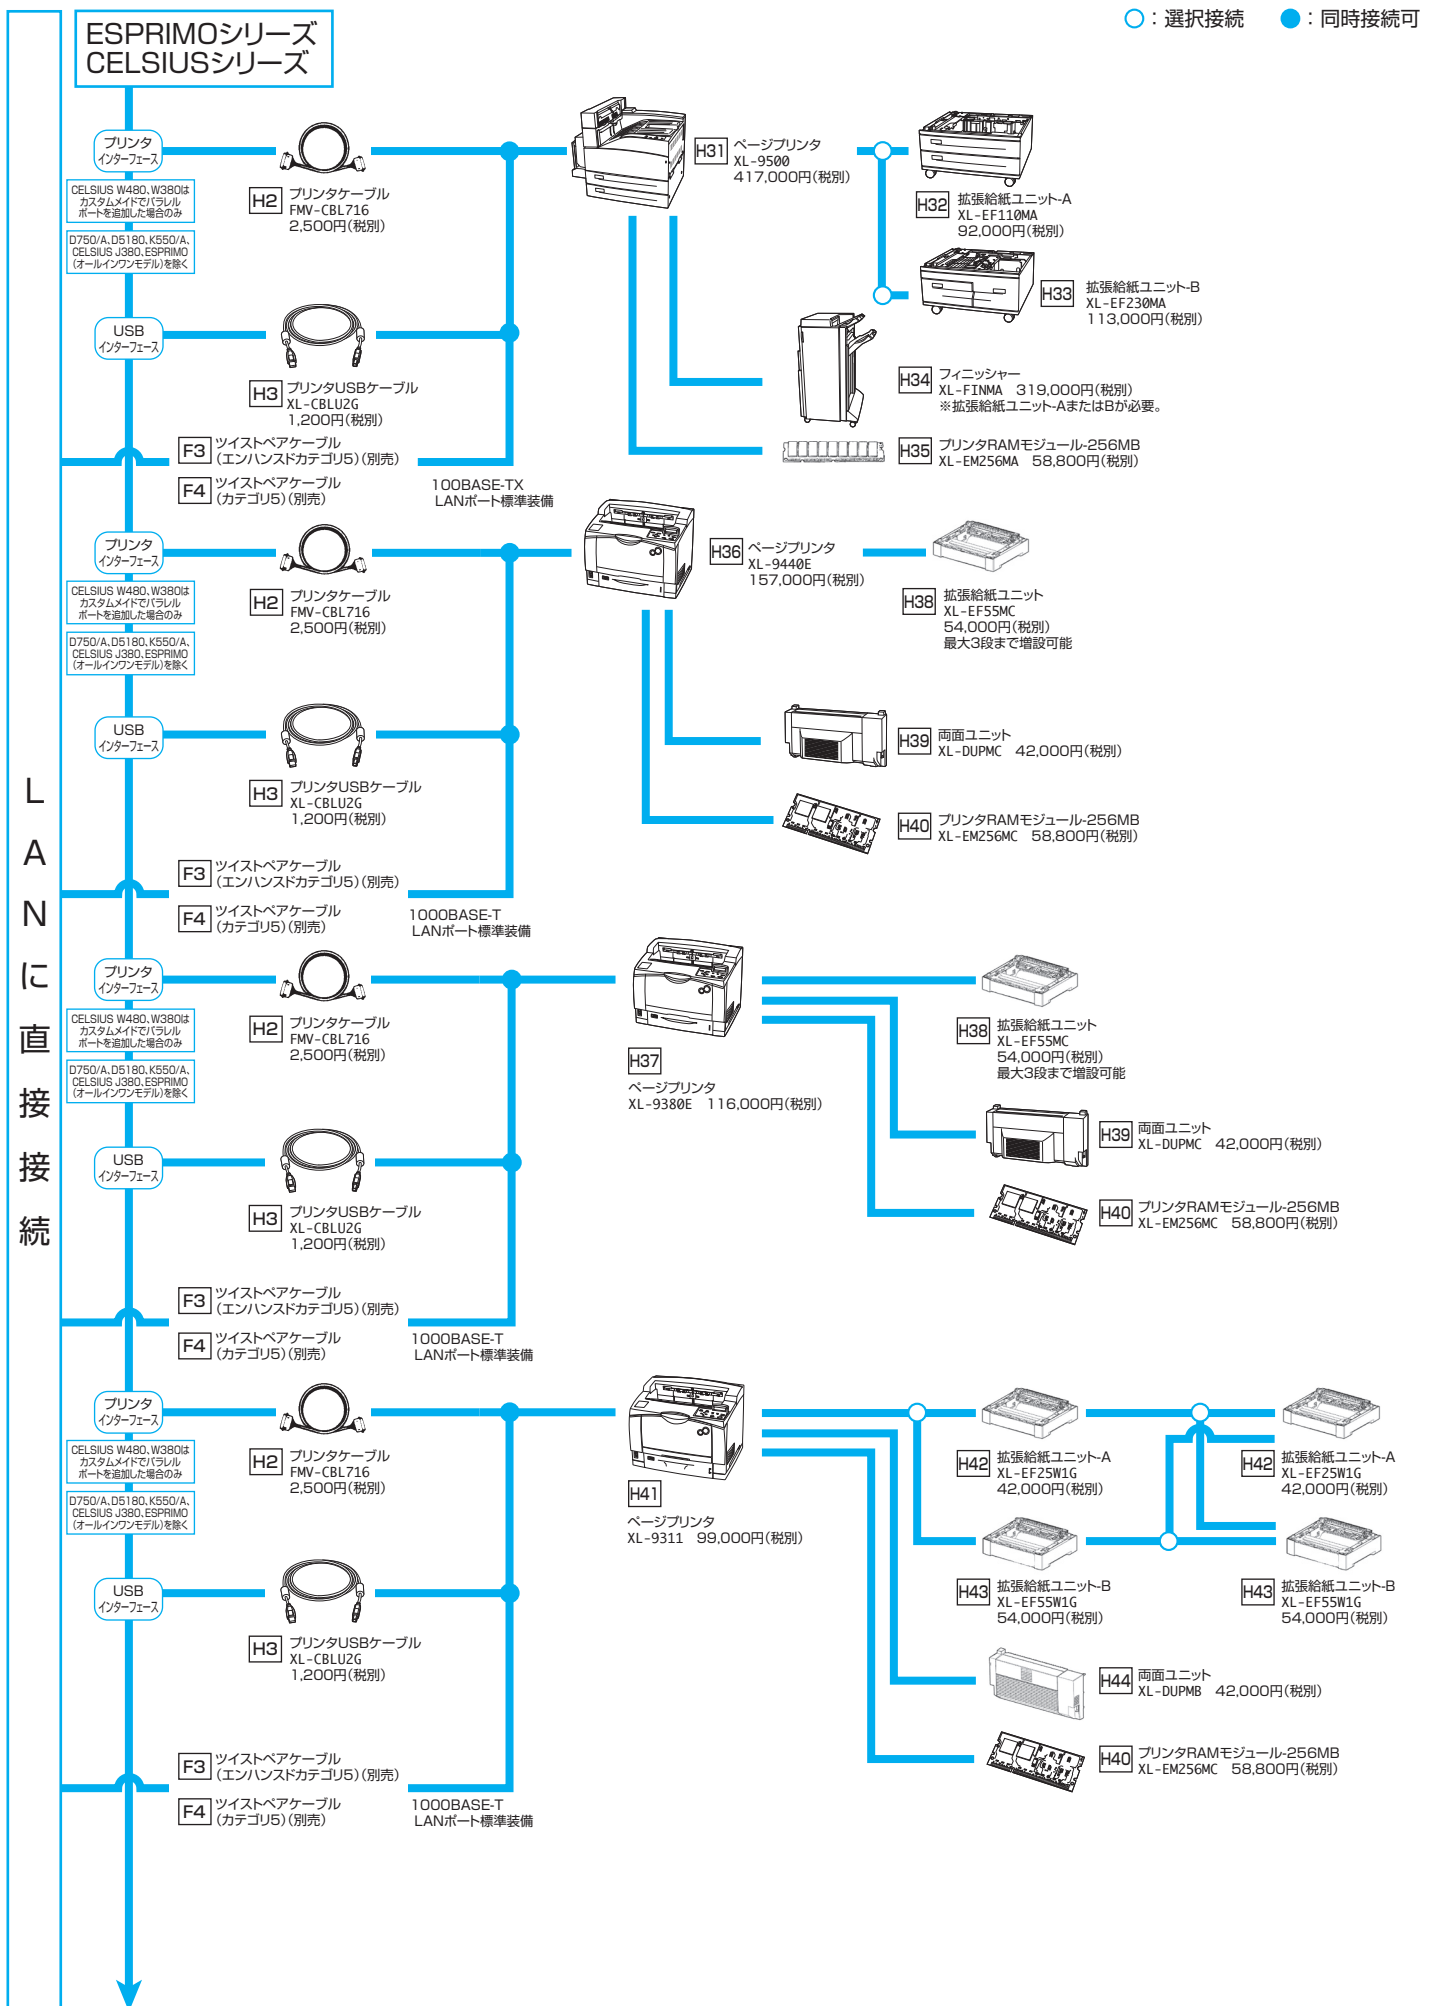 ○：選択接続　●：同時接続可
ESPRIMOシリーズ
CELSIUSシリーズ
LANに直接接続
プリンタ
インターフェース
CELSIUS W480、W380は
カスタムメイドでパラレル
ポートを追加した場合のみ
D750/A、D5180、K550/A、
CELSIUS J380、ESPRIMO
(オールインワンモデル)を除く
H2 プリンタケーブル
FMV-CBL716
2,500円(税別)
USB
インターフェース
H3 プリンタUSBケーブル
XL-CBLU2G
1,200円(税別)
F3 ツイストペアケーブル
(エンハンスドカテゴリ5)(別売)
F4 ツイストペアケーブル
(カテゴリ5)(別売)
100BASE-TX
LANポート標準装備
H31 ページプリンタ
XL-9500
417,000円(税別)
H32 拡張給紙ユニット-A
XL-EF110MA
92,000円(税別)
H33 拡張給紙ユニット-B
XL-EF230MA
113,000円(税別)
H34 フィニッシャー
XL-FINMA 319,000円(税別)
※拡張給紙ユニット-AまたはBが必要。
H35 プリンタRAMモジュール-256MB
XL-EM256MA 58,800円(税別)
プリンタ
インターフェース
CELSIUS W480、W380は
カスタムメイドでパラレル
ポートを追加した場合のみ
D750/A、D5180、K550/A、
CELSIUS J380、ESPRIMO
(オールインワンモデル)を除く
H2 プリンタケーブル
FMV-CBL716
2,500円(税別)
USB
インターフェース
H3 プリンタUSBケーブル
XL-CBLU2G
1,200円(税別)
F3 ツイストペアケーブル
(エンハンスドカテゴリ5)(別売)
F4 ツイストペアケーブル
(カテゴリ5)(別売)
1000BASE-T
LANポート標準装備
H36 ページプリンタ
XL-9440E
157,000円(税別)
H38 拡張給紙ユニット
XL-EF55MC
54,000円(税別)
最大3段まで増設可能
H39 両面ユニット
XL-DUPMC 42,000円(税別)
H40 プリンタRAMモジュール-256MB
XL-EM256MC 58,800円(税別)
プリンタ
インターフェース
CELSIUS W480、W380は
カスタムメイドでパラレル
ポートを追加した場合のみ
D750/A、D5180、K550/A、
CELSIUS J380、ESPRIMO
(オールインワンモデル)を除く
H2 プリンタケーブル
FMV-CBL716
2,500円(税別)
USB
インターフェース
H3 プリンタUSBケーブル
XL-CBLU2G
1,200円(税別)
F3 ツイストペアケーブル
(エンハンスドカテゴリ5)(別売)
F4 ツイストペアケーブル
(カテゴリ5)(別売)
1000BASE-T
LANポート標準装備
H37
ページプリンタ
XL-9380E 116,000円(税別)
H38 拡張給紙ユニット
XL-EF55MC
54,000円(税別)
最大3段まで増設可能
H39 両面ユニット
XL-DUPMC 42,000円(税別)
H40 プリンタRAMモジュール-256MB
XL-EM256MC 58,800円(税別)
プリンタ
インターフェース
CELSIUS W480、W380は
カスタムメイドでパラレル
ポートを追加した場合のみ
D750/A、D5180、K550/A、
CELSIUS J380、ESPRIMO
(オールインワンモデル)を除く
H2 プリンタケーブル
FMV-CBL716
2,500円(税別)
USB
インターフェース
H3 プリンタUSBケーブル
XL-CBLU2G
1,200円(税別)
F3 ツイストペアケーブル
(エンハンスドカテゴリ5)(別売)
F4 ツイストペアケーブル
(カテゴリ5)(別売)
1000BASE-T
LANポート標準装備
H41
ページプリンタ
XL-9311 99,000円(税別)
H42 拡張給紙ユニット-A
XL-EF25W1G
42,000円(税別)
H42 拡張給紙ユニット-A
XL-EF25W1G
42,000円(税別)
H43 拡張給紙ユニット-B
XL-EF55W1G
54,000円(税別)
H43 拡張給紙ユニット-B
XL-EF55W1G
54,000円(税別)
H44 両面ユニット
XL-DUPMB 42,000円(税別)
H40 プリンタRAMモジュール-256MB
XL-EM256MC 58,800円(税別)